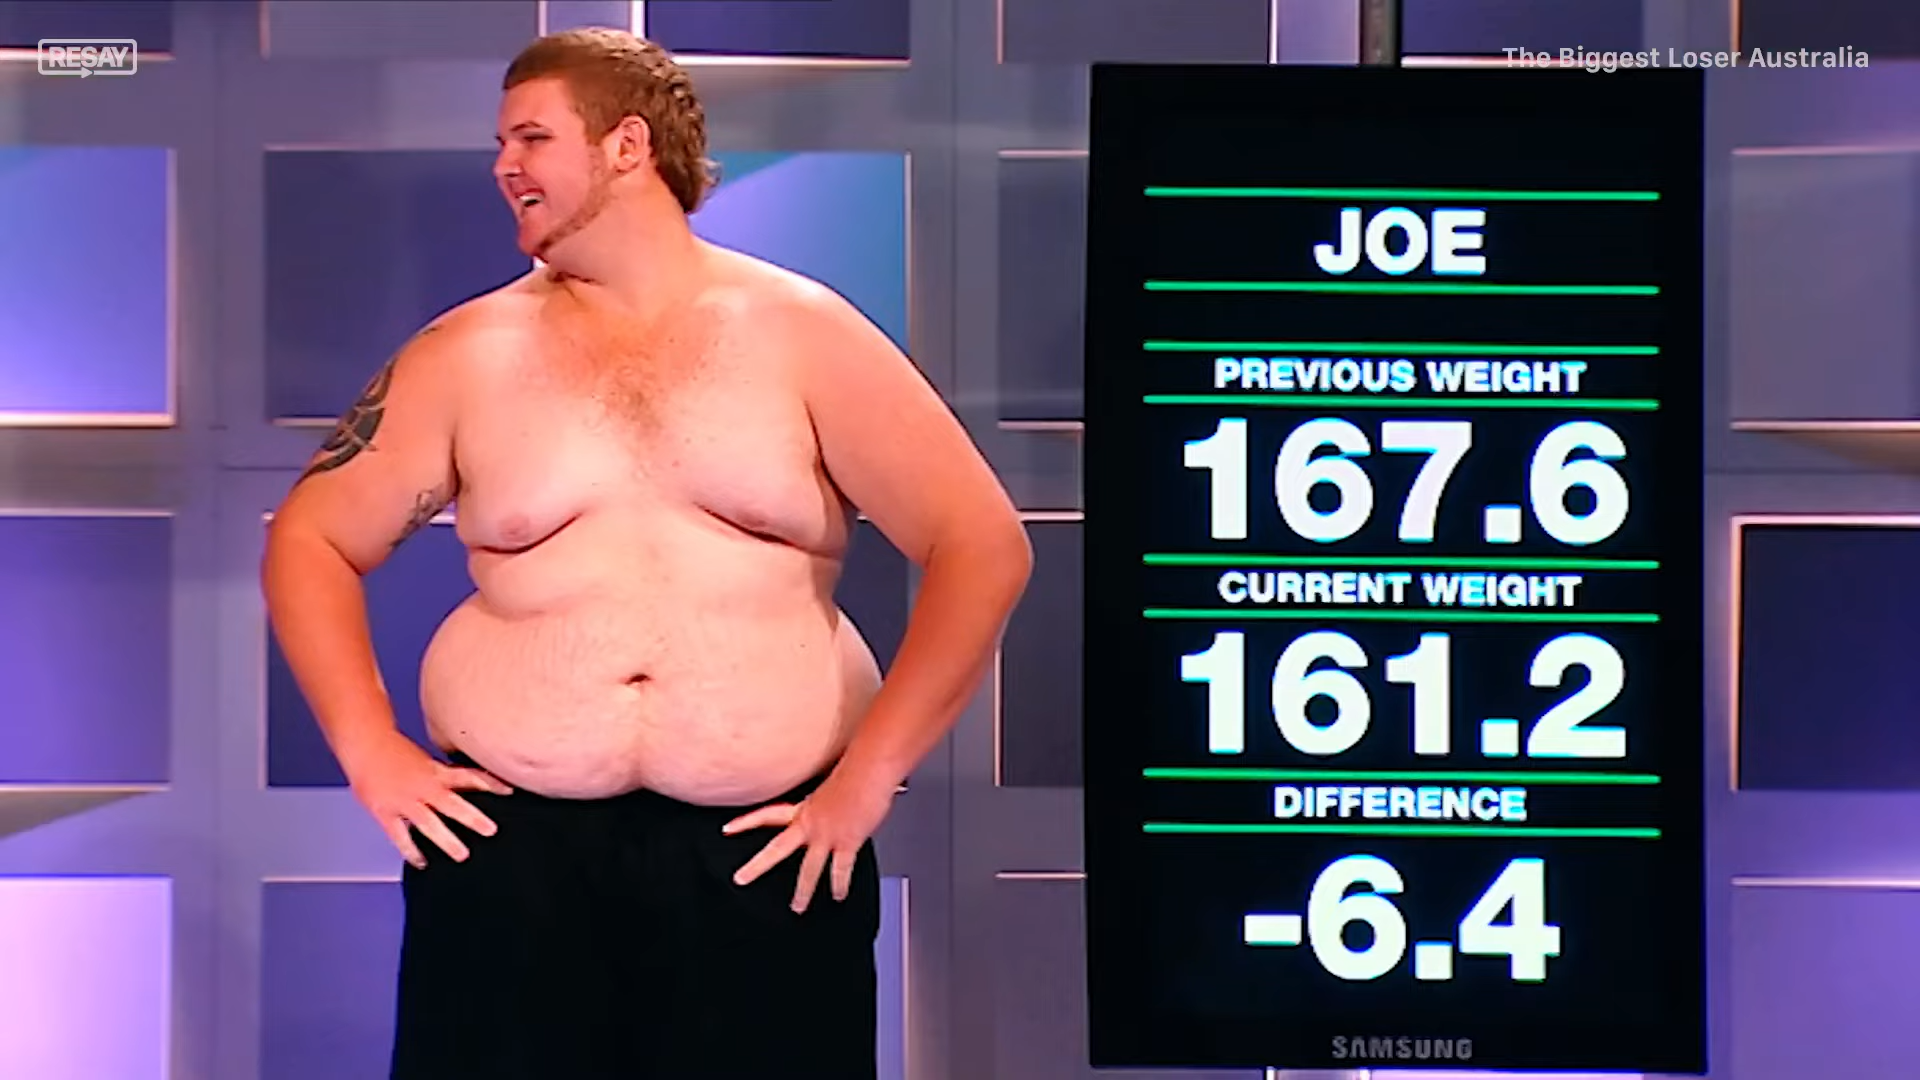 RESAY
The Biggest Loser Australia
JOE
PREVIOUS WEIGHT
167.6
CURRENT WEIGHT
161.2
DIFFERENCE
-6.4
SAMSUNG